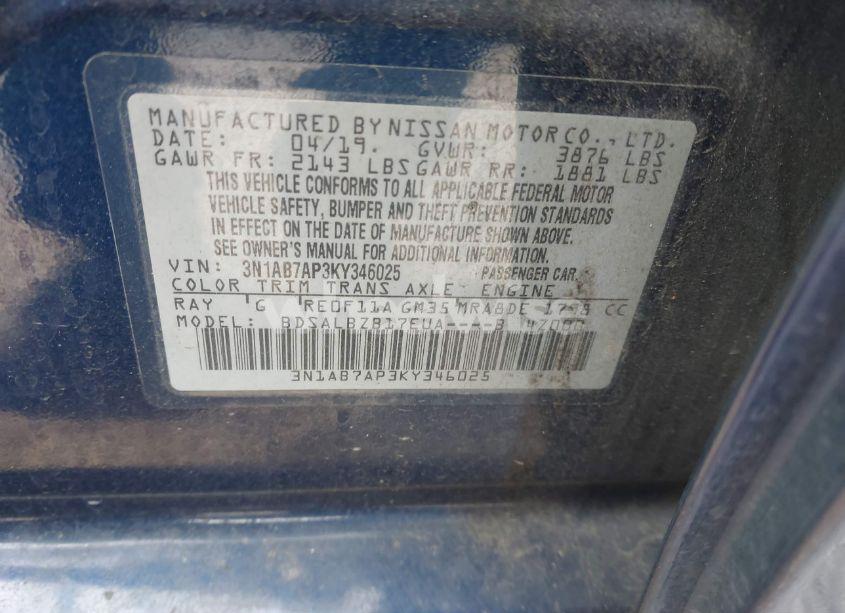 MANUFACTURED BY NISSAN MOTOR CO., LTD.
DATE: 04/19. GVWR: 3876 LBS
GAWR FR: 2143 LBS GAWR RR: 1881 LBS
THIS VEHICLE CONFORMS TO ALL APPLICABLE FEDERAL MOTOR
VEHICLE SAFETY, BUMPER AND THEFT PREVENTION STANDARDS
IN EFFECT ON THE DATE OF MANUFACTURE SHOWN ABOVE.
SEE OWNER'S MANUAL FOR ADDITIONAL INFORMATION.
VIN: 3N1AB7AP3KY346025 PASSENGER CAR.
COLOR TRIM TRANS AXLE ENGINE
RAY G RE0F11A GM35 MRA8DE CC
MODEL:
3N1AB7AP3KY346025